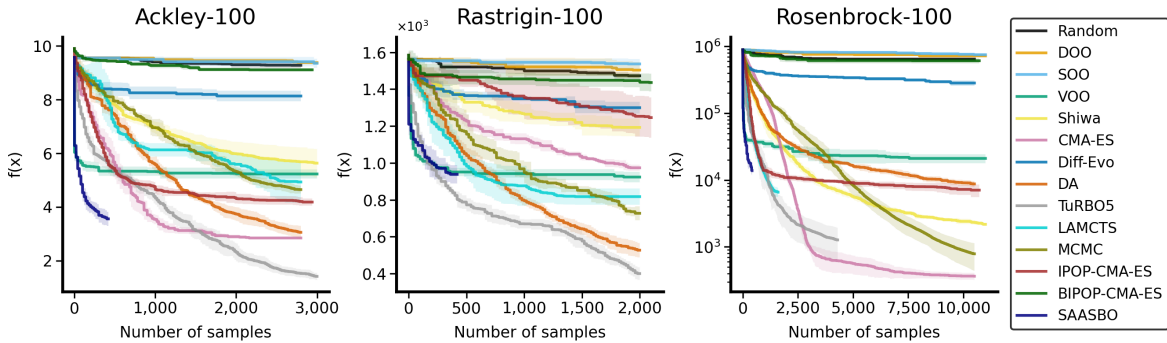 Ackley-100
Rastrigin-100
Rosenbrock-100
×10³
10
8
6
4
2
f(x)
0
1,000
2,000
3,000
Number of samples
1.6
1.4
1.2
1.0
0.8
0.6
0.4
f(x)
0
500
1,000
1,500
2,000
Number of samples
10⁶
10⁵
10⁴
10³
f(x)
0
2,500
5,000
7,500
10,000
Number of samples
Random
DOO
SOO
VOO
Shiwa
CMA-ES
Diff-Evo
DA
TuRBO5
LAMCTS
MCMC
IPOP-CMA-ES
BIPOP-CMA-ES
SAASBO